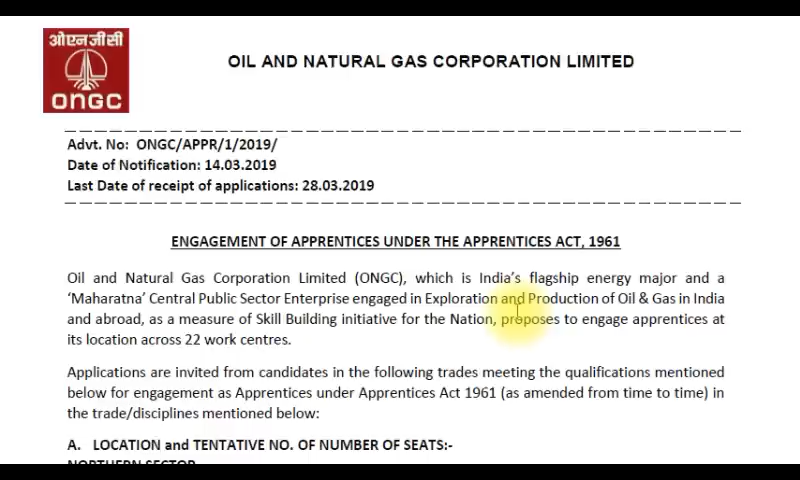 ओएनजीसी
ONGC
OIL AND NATURAL GAS CORPORATION LIMITED
Advt. No: ONGC/APPR/1/2019/
Date of Notification: 14.03.2019
Last Date of receipt of applications: 28.03.2019
ENGAGEMENT OF APPRENTICES UNDER THE APPRENTICES ACT, 1961
Oil and Natural Gas Corporation Limited (ONGC), which is India's flagship energy major and a
'Maharatna' Central Public Sector Enterprise engaged in Exploration and Production of Oil & Gas in India
and abroad, as a measure of Skill Building initiative for the Nation, proposes to engage apprentices at
its location across 22 work centres.
Applications are invited from candidates in the following trades meeting the qualifications mentioned
below for engagement as Apprentices under Apprentices Act 1961 (as amended from time to time) in
the trade/disciplines mentioned below:
A. LOCATION and TENTATIVE NO. OF NUMBER OF SEATS:-
NORTHERN SECTOR